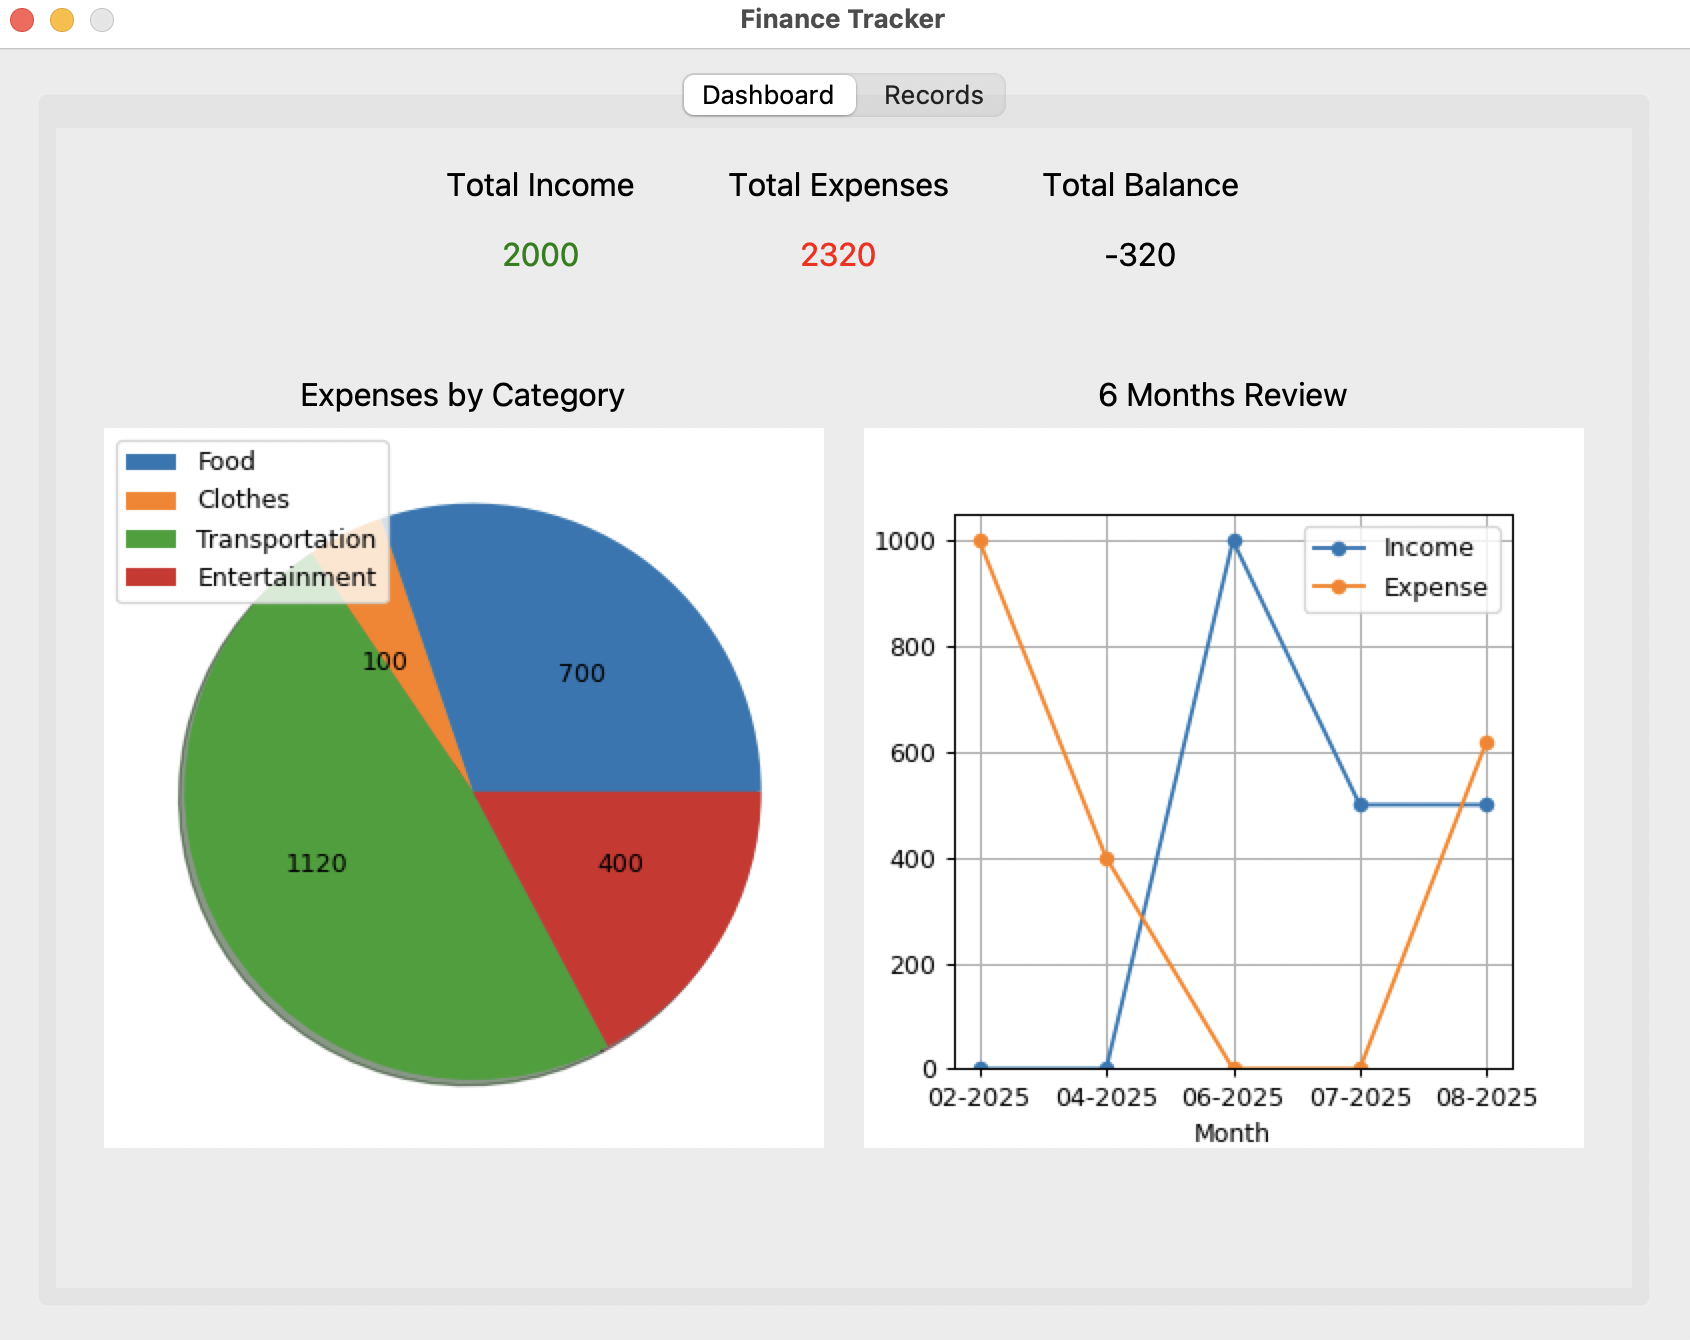 Finance Tracker
Dashboard Records
Total Income Total Expenses Total Balance
2000 2320 -320
Expenses by Category
Food
Clothes
Transportation
Entertainment
100
700
1120
400
6 Months Review
Income
Expense
1000
800
600
400
200
0
02-2025 04-2025 06-2025 07-2025 08-2025
Month